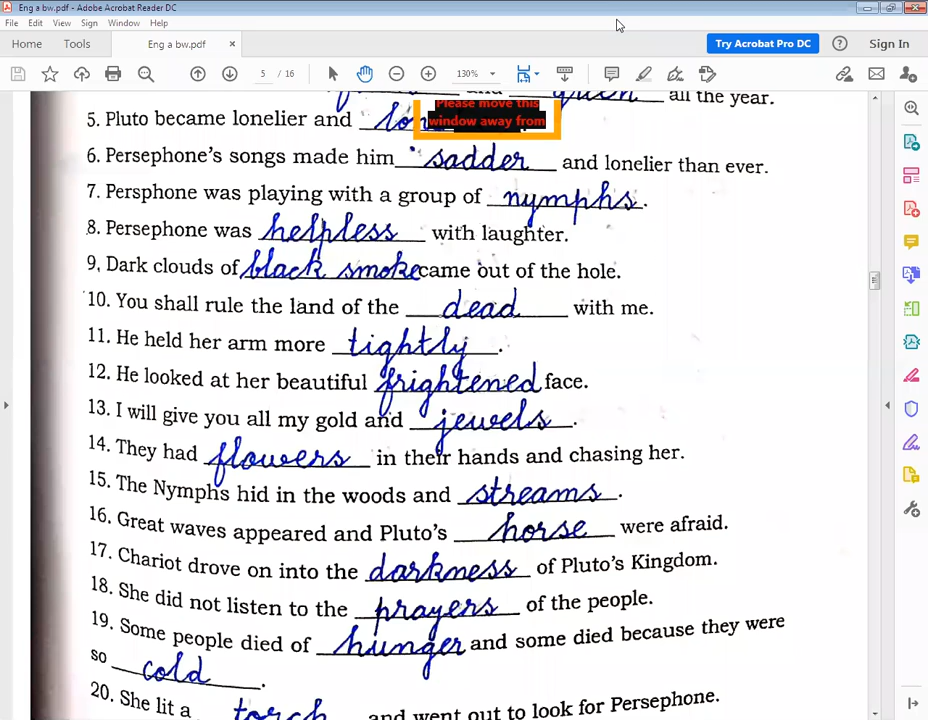 Eng a bw.pdf - Adobe Acrobat Reader DC
File Edit View Sign Window Help
Home Tools Eng a bw.pdf × Try Acrobat Pro DC Sign In
5 / 16 130%
and green all the year.
Please move this
5. Pluto became lonelier and
window away from
6. Persephone's songs made him sadder and lonelier than ever.
7. Persphone was playing with a group of nymphs.
8. Persephone was helpless with laughter.
9, Dark clouds of black smoke came out of the hole.
10. You shall rule the land of the dead with me.
11. He held her arm more tightly.
12. He looked at her beautiful frightened face.
13. I will give you all my gold and jewels.
14. They had flowers in their hands and chasing her.
15. The Nymphs hid in the woods and streams.
16. Great waves appeared and Pluto's horse were afraid.
17. Chariot drove on into the darkness of Pluto's Kingdom.
18. She did not listen to the prayers of the people.
19. Some people died of hunger and some died because they were
so cold.
20. She lit a torch and went out to look for Persephone.